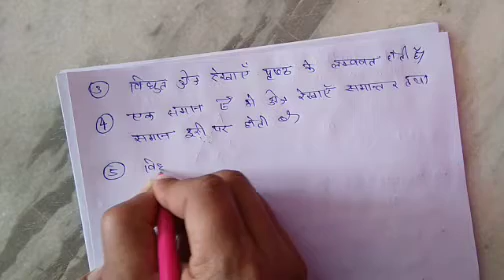 ③ विद्युत क्षेत्र रेखाएँ पृष्ठ के लम्बवत होती है।
④ एक समान है तो क्षेत्र रेखाएँ समान्तर तथा
समान दूरी पर होती है
⑤ विद्